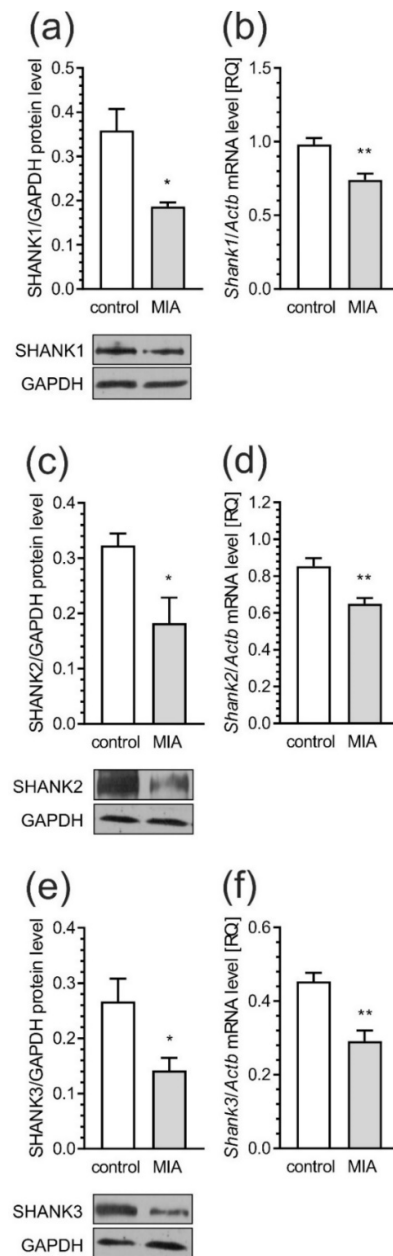 (a) (b)
SHANK1/GAPDH protein level
0.5
0.4
0.3
0.2
0.1
0.0
*
control MIA
Shank1/Actb mRNA level [RQ]
1.5
1.0
0.5
0.0
**
control MIA
SHANK1
GAPDH
(c) (d)
SHANK2/GAPDH protein level
0.4
0.3
0.2
0.1
0.0
*
control MIA
Shank2/Actb mRNA level [RQ]
1.2
1.0
0.8
0.6
0.4
0.2
0.0
**
control MIA
SHANK2
GAPDH
(e) (f)
SHANK3/GAPDH protein level
0.4
0.3
0.2
0.1
0.0
*
control MIA
Shank3/Actb mRNA level [RQ]
0.6
0.4
0.2
0.0
**
control MIA
SHANK3
GAPDH